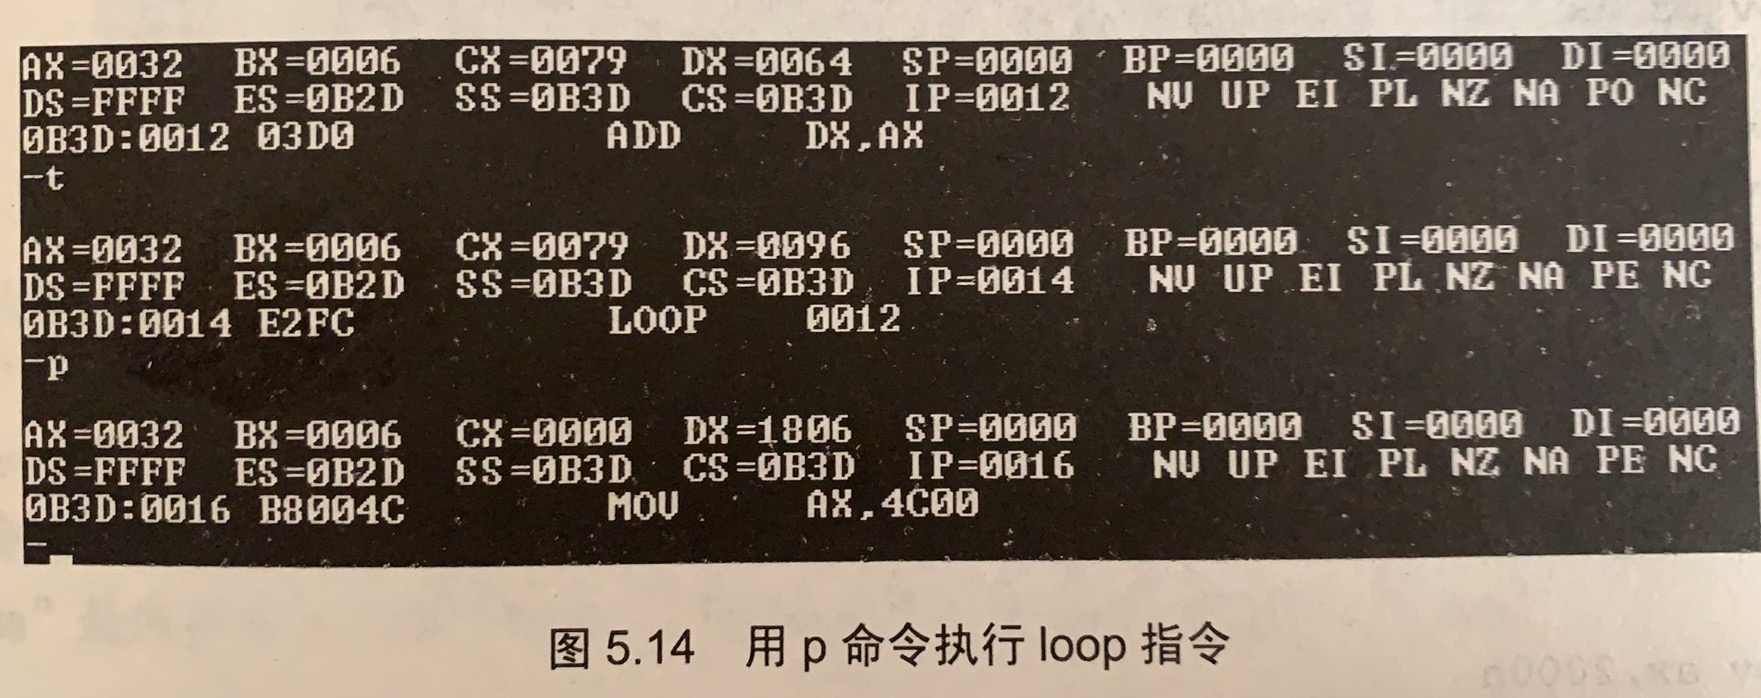 AX=0032 BX=0006 CX=0079 DX=0064 SP=0000 BP=0000 SI=0000 DI=0000
DS=FFFF ES=0B2D SS=0B3D CS=0B3D IP=0012 NV UP EI PL NZ NA PO NC
0B3D:0012 03D0 ADD DX,AX
-t
AX=0032 BX=0006 CX=0079 DX=0096 SP=0000 BP=0000 SI=0000 DI=0000
DS=FFFF ES=0B2D SS=0B3D CS=0B3D IP=0014 NV UP EI PL NZ NA PE NC
0B3D:0014 E2FC LOOP 0012
-p
AX=0032 BX=0006 CX=0000 DX=1806 SP=0000 BP=0000 SI=0000 DI=0000
DS=FFFF ES=0B2D SS=0B3D CS=0B3D IP=0016 NV UP EI PL NZ NA PE NC
0B3D:0016 B8004C MOV AX,4C00
-_
图 5.14 用 p 命令执行 loop 指令